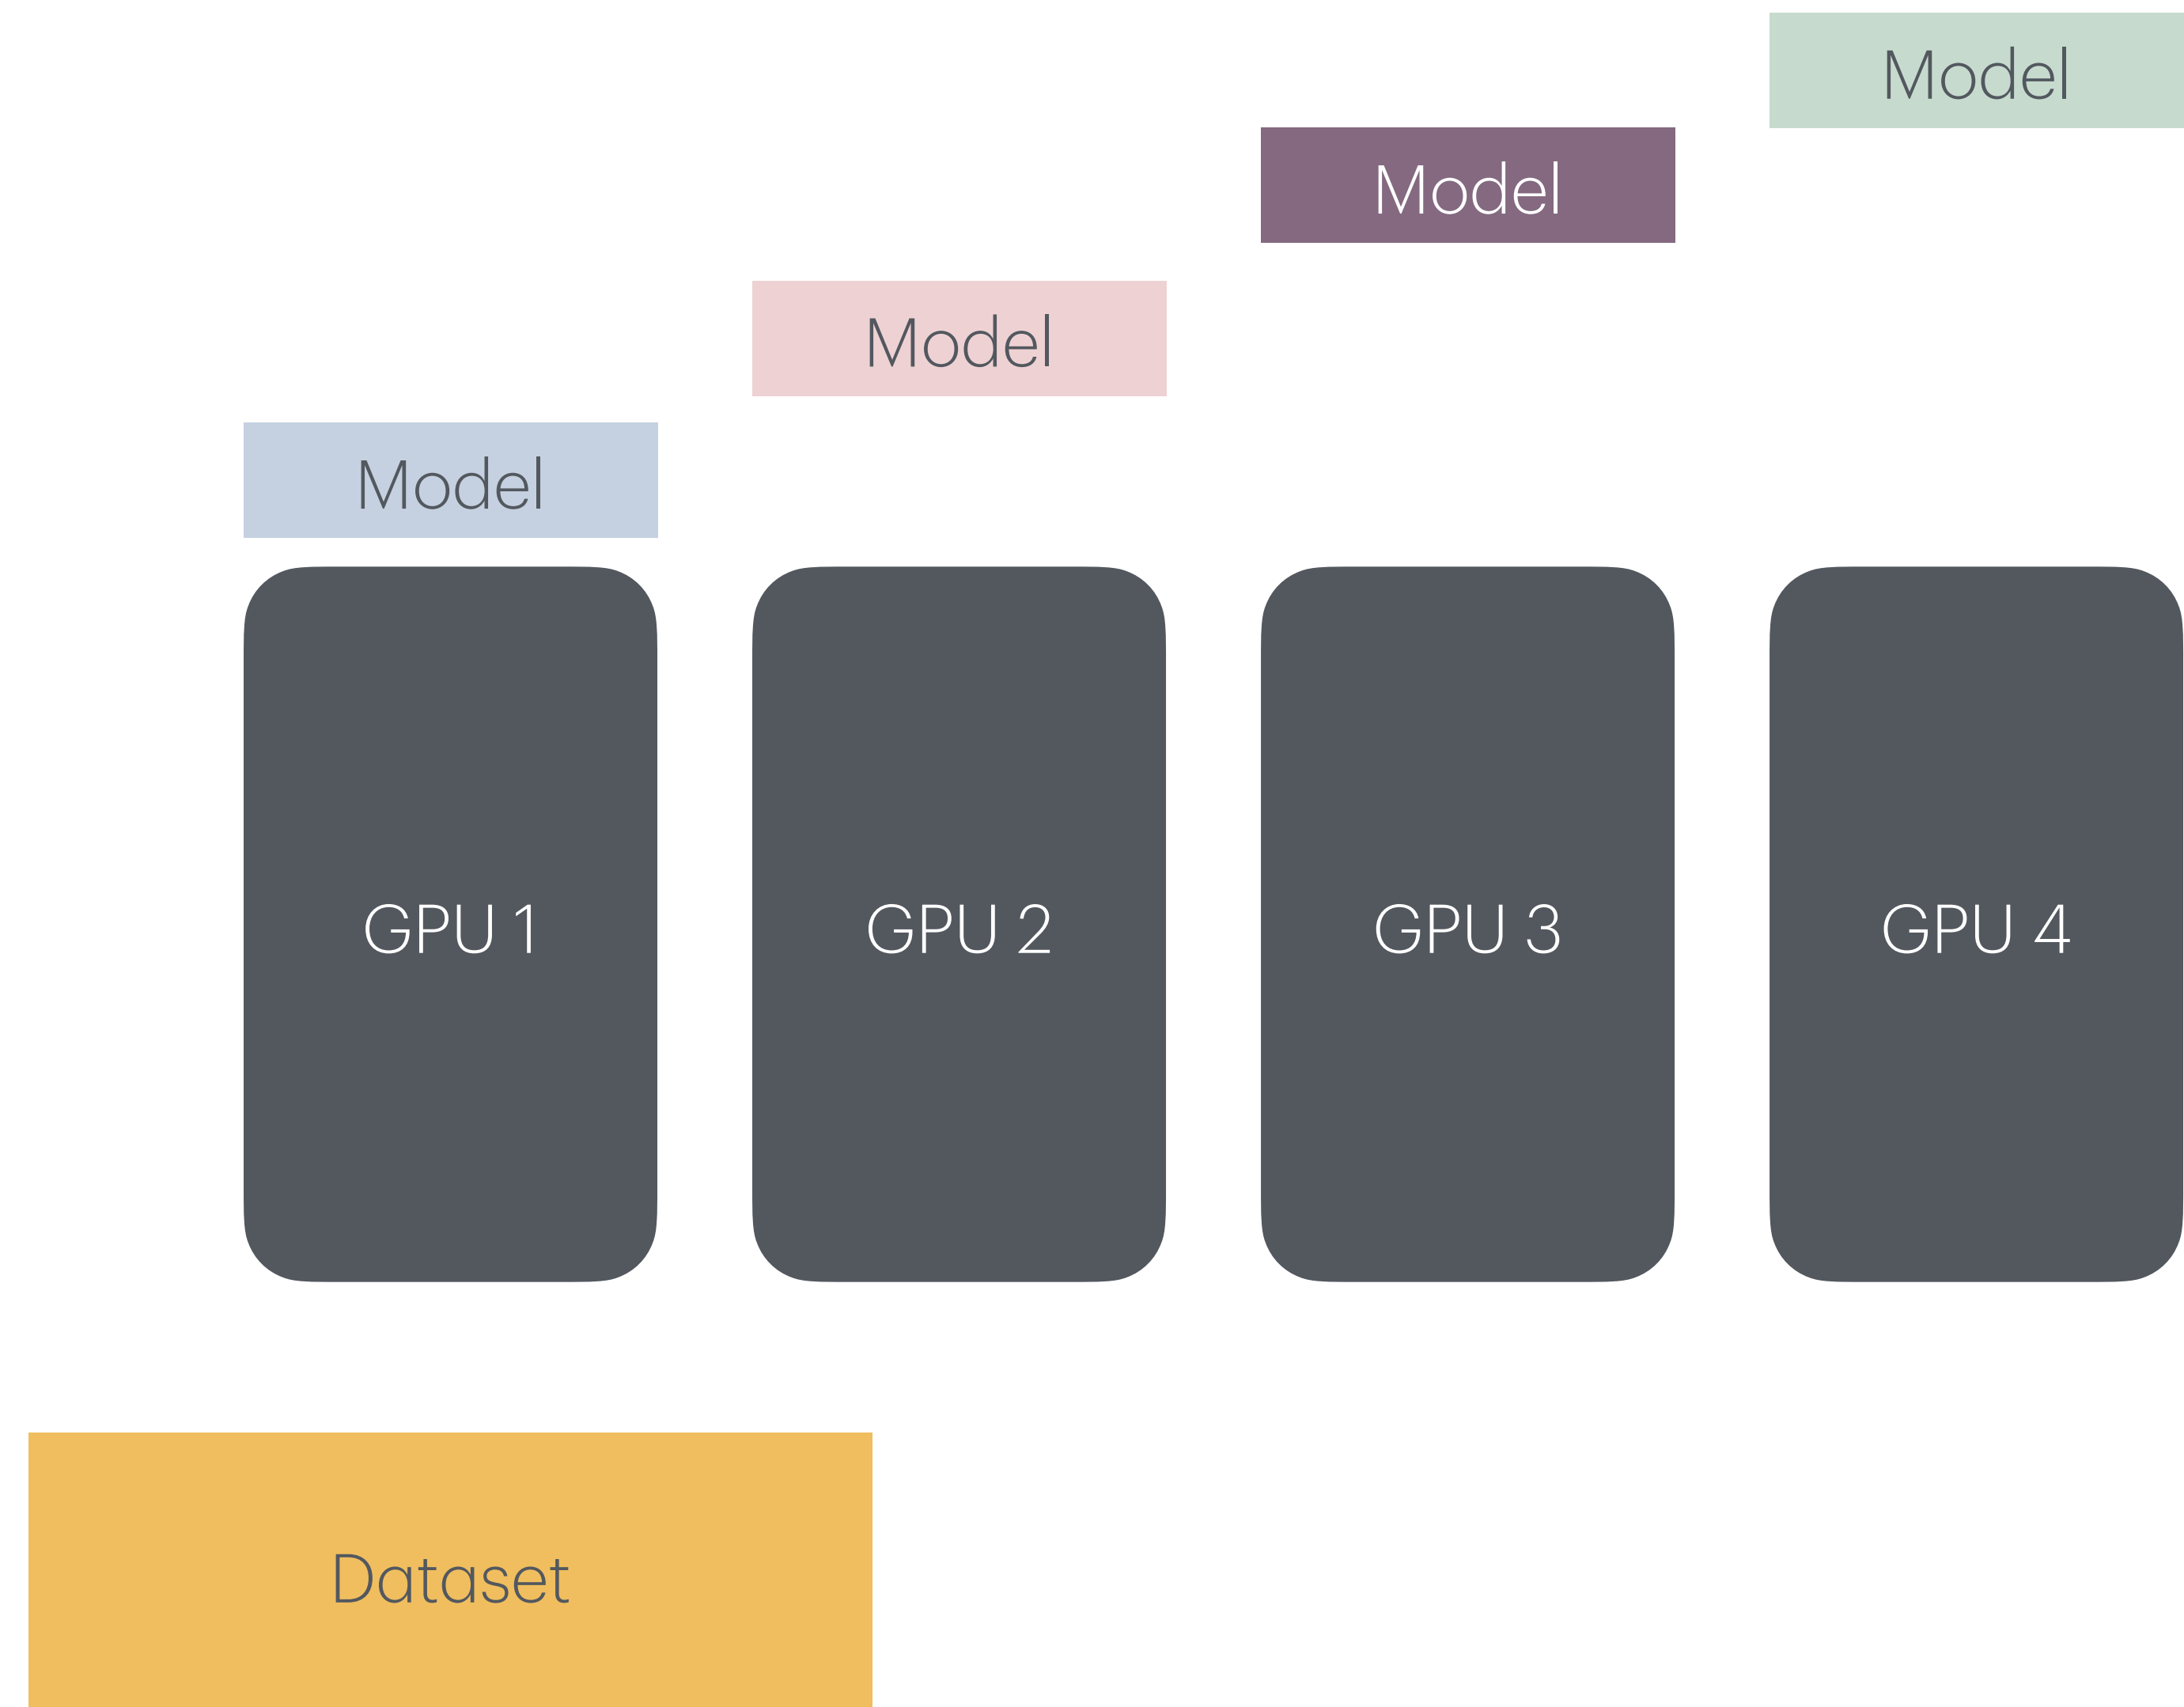 Model
Model
Model
Model
GPU 1
GPU 2
GPU 3
GPU 4
Dataset